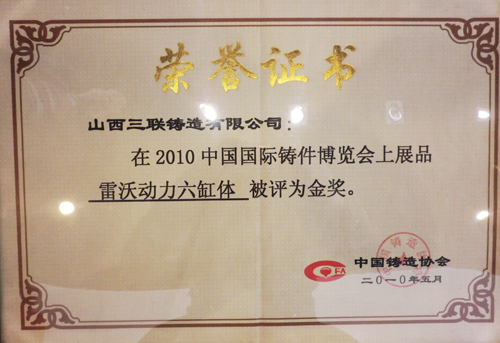 荣誉证书
山西三联铸造有限公司：
在2010中国国际铸件博览会上展品
雷沃动力六缸体 被评为金奖。
中国铸造协会
二〇一〇年五月